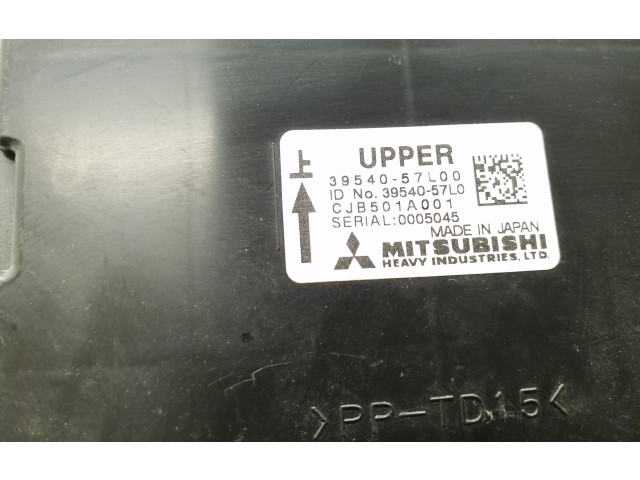 上 UPPER
39540-57L00
ID No. 39540-57L0
CJB501A001
SERIAL:0005045
MADE IN JAPAN
MITSUBISHI
HEAVY INDUSTRIES, LTD.
>PP-TD15<